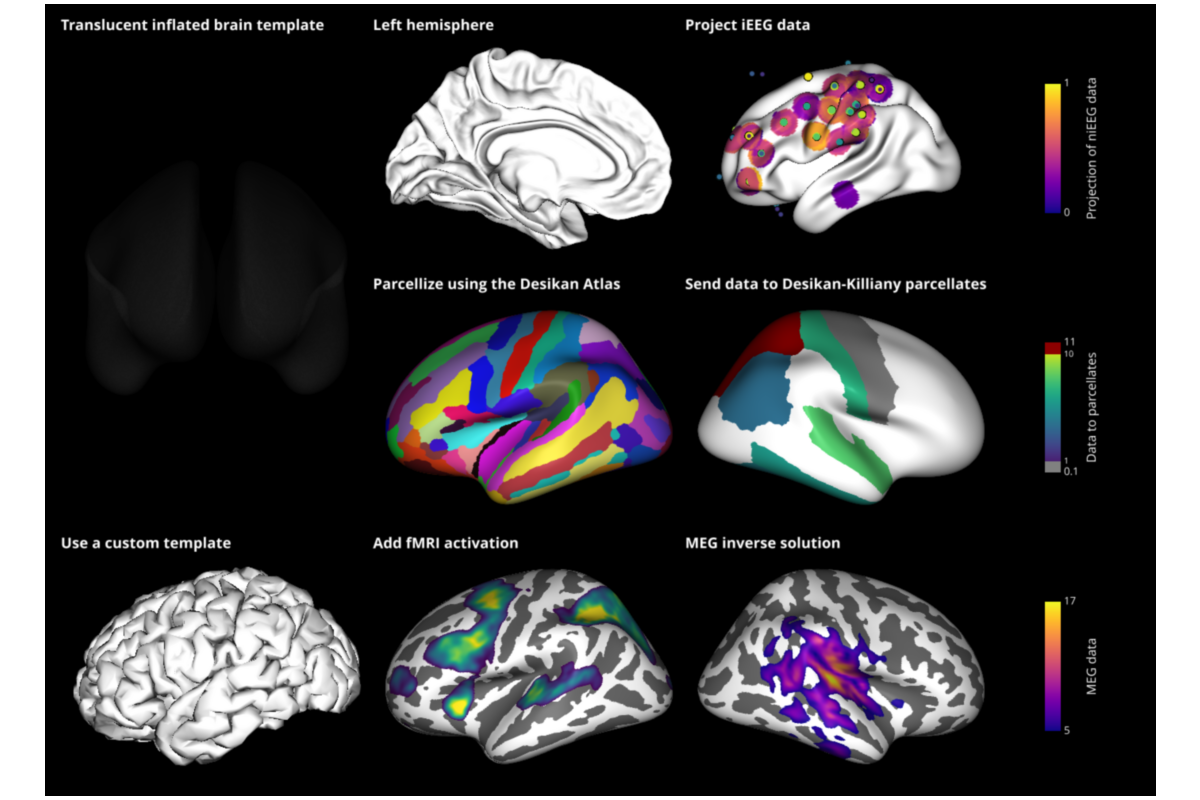 Translucent inflated brain template
Left hemisphere
Project iEEG data
1
0
Projection of niEEG data
Parcellize using the Desikan Atlas
Send data to Desikan-Killiany parcellates
11
10
1
0.1
Data to parcellates
Use a custom template
Add fMRI activation
MEG inverse solution
17
5
MEG data